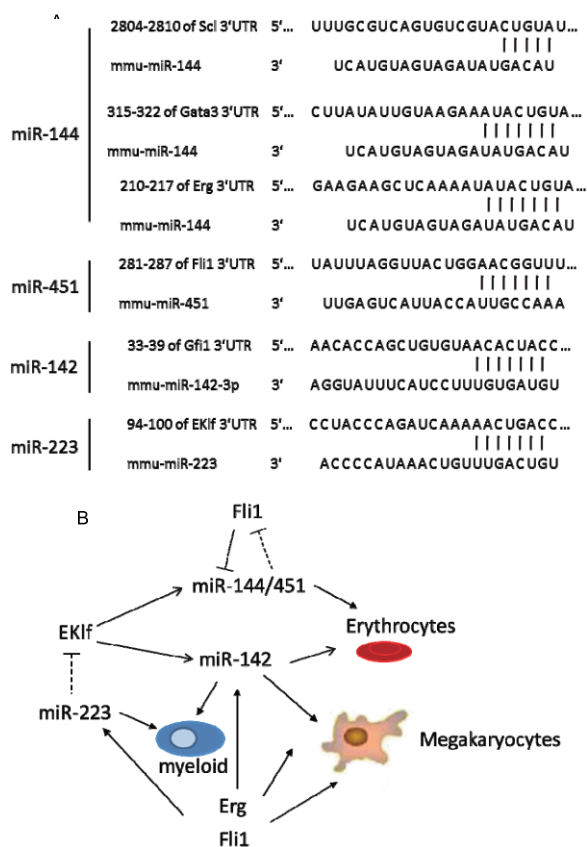 A
2804-2810 of Scl 3'UTR 5'... UUUGCGUCAGUGUCGUACUGUAU...
mmu-miR-144 3' UCAUGUAGUAGAUAUGACAU
miR-144
315-322 of Gata3 3'UTR 5'... CUUAUAUUGUAAGAAAUACUGUA...
mmu-miR-144 3' UCAUGUAGUAGAUAUGACAU
210-217 of Erg 3'UTR 5'... GAAGAAGCUCAAAAUAUACUGUA...
mmu-miR-144 3' UCAUGUAGUAGAUAUGACAU
miR-451
281-287 of Fli1 3'UTR 5'... UAUUUAGGUUACUGGAACGGUUU...
mmu-miR-451 3' UUGAGUCAUUACCAUUGCCAAA
miR-142
33-39 of Gfi1 3'UTR 5'... AACACCAGCUGUGUAACACUACC...
mmu-miR-142-3p 3' AGGUAUUUCAUCCUUUGUGAUGU
miR-223
94-100 of EKlf 3'UTR 5'... CCUACCCAGAUCAAAAACUGACC...
mmu-miR-223 3' ACCCCAUAAACUGUUUGACUGU
B
Fli1
miR-144/451
Erythrocytes
EKlf
miR-142
miR-223
Megakaryocytes
myeloid
Erg
Fli1